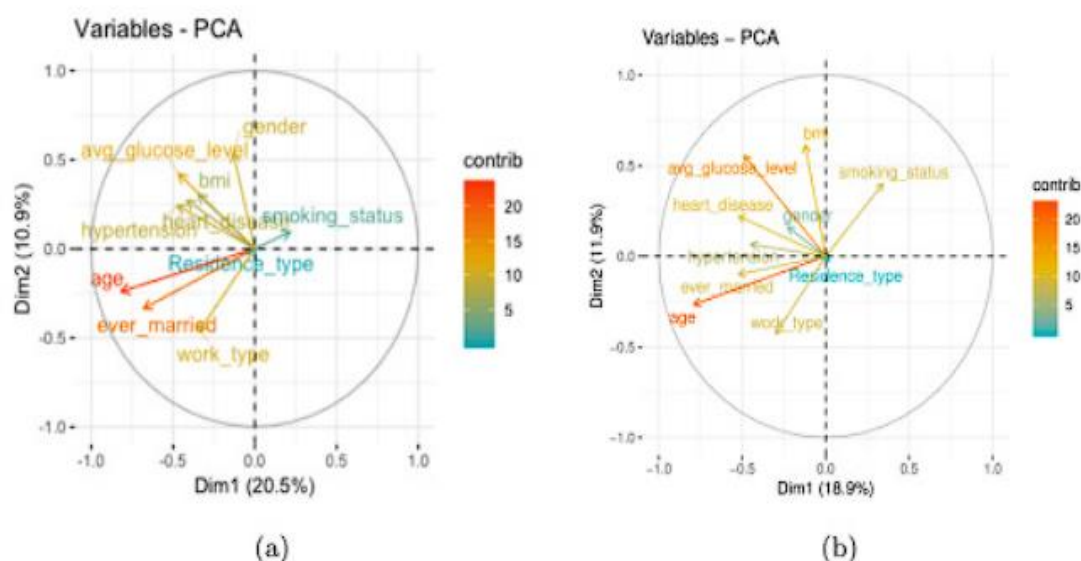 Variables - PCA
1.0
0.5
0.0
-0.5
-1.0
Dim2 (10.9%)
gender
avg_glucose_level
bmi
heart_disease
smoking_status
hypertension
Residence_type
age
ever_married
work_type
-1.0 -0.5 0.0 0.5 1.0
Dim1 (20.5%)
contrib
20
15
10
5
(a)
Variables – PCA
1.0
0.5
0.0
-0.5
-1.0
Dim2 (11.9%)
bmi
avg_glucose_level
smoking_status
heart_disease
gender
hypertension
Residence_type
ever_married
age
work_type
-1.0 -0.5 0.0 0.5 1.0
Dim1 (18.9%)
contrib
20
15
10
5
(b)